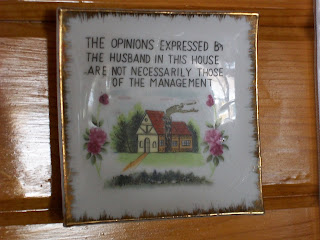 THE OPINIONS EXPRESSED BY
THE HUSBAND IN THIS HOUSE
ARE NOT NECESSARILY THOSE
OF THE MANAGEMENT